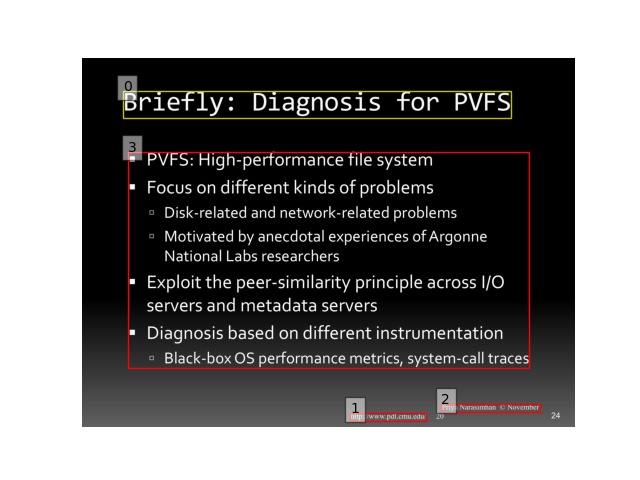 0
Briefly: Diagnosis for PVFS
3
▪ PVFS: High-performance file system
▪ Focus on different kinds of problems
▫ Disk-related and network-related problems
▫ Motivated by anecdotal experiences of Argonne
National Labs researchers
▪ Exploit the peer-similarity principle across I/O
servers and metadata servers
▪ Diagnosis based on different instrumentation
▫ Black-box OS performance metrics, system-call traces
1
http://www.pdl.cmu.edu/
2
Priya Narasimhan © November
20
24